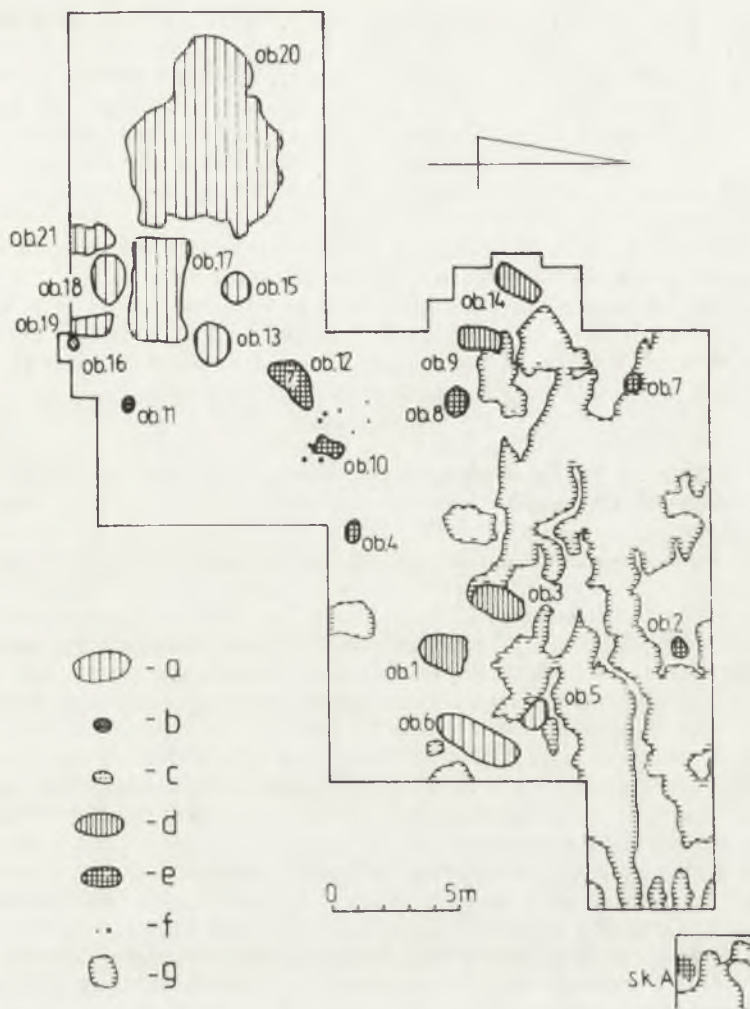 ob.20
ob.21
ob.17
ob.18
ob.15
ob.14
ob.19
ob.13
ob.9
ob.16
ob.12
ob.7
7
ob.8
ob.11
ob.10
ob.4
ob.3
ob.2
ob.1
ob.5
ob.6
- a
- b
- c
- d
- e
- f
- g
0 5m
sk.A